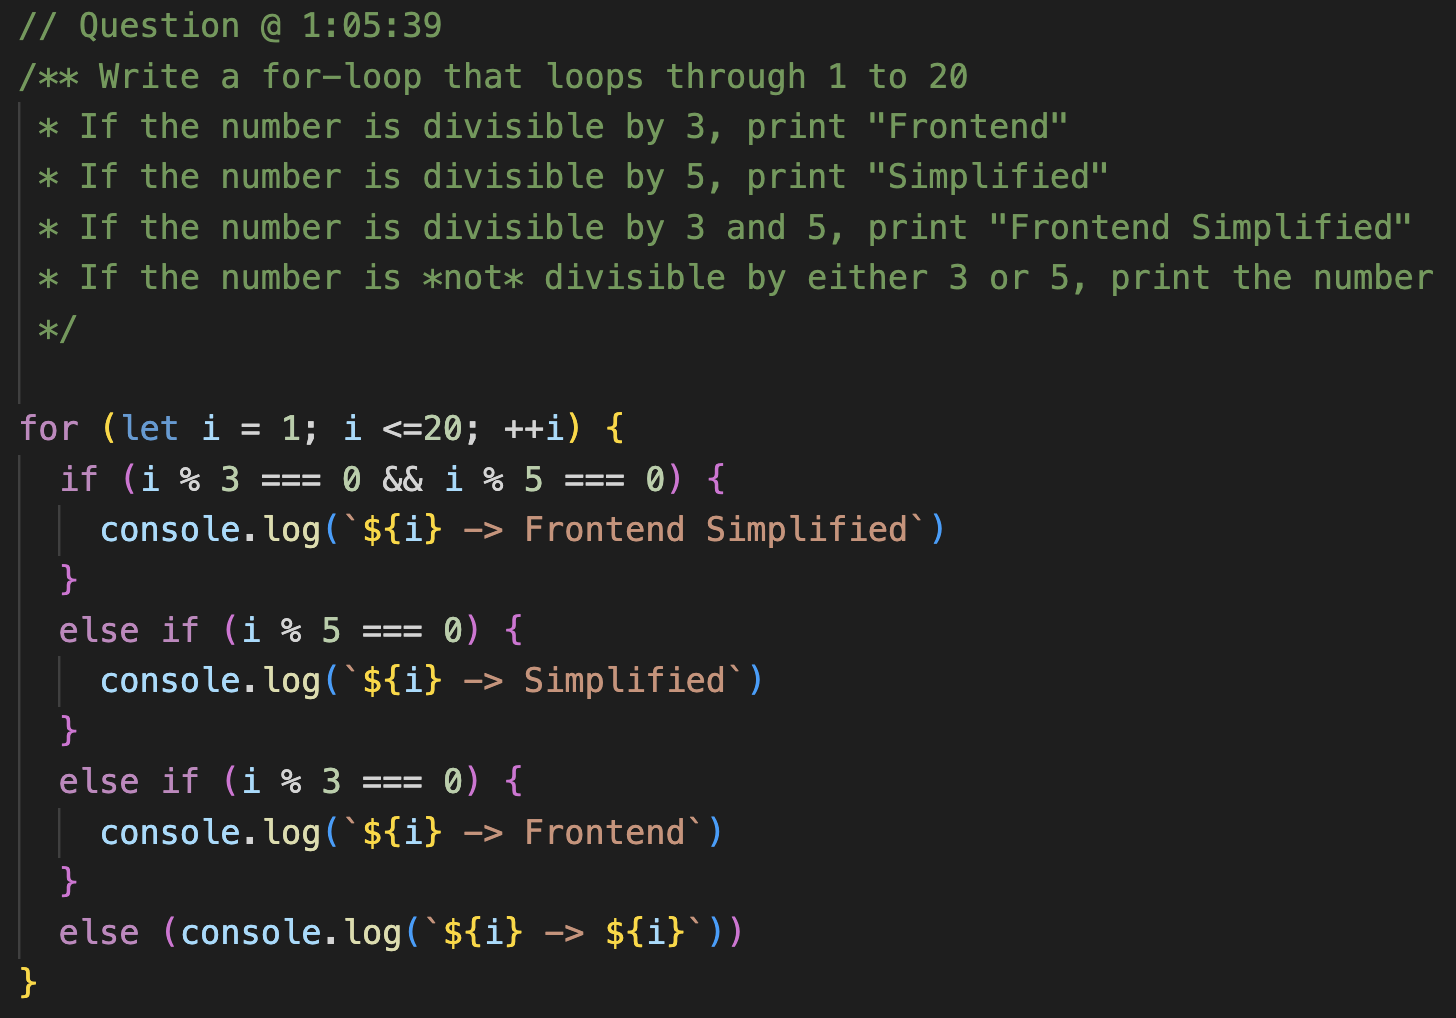 // Question @ 1:05:39
/** Write a for-loop that loops through 1 to 20
 * If the number is divisible by 3, print "Frontend"
 * If the number is divisible by 5, print "Simplified"
 * If the number is divisible by 3 and 5, print "Frontend Simplified"
 * If the number is *not* divisible by either 3 or 5, print the number
 */

for (let i = 1; i <=20; ++i) {
  if (i % 3 === 0 && i % 5 === 0) {
    console.log(`${i} -> Frontend Simplified`)
  }
  else if (i % 5 === 0) {
    console.log(`${i} -> Simplified`)
  }
  else if (i % 3 === 0) {
    console.log(`${i} -> Frontend`)
  }
  else (console.log(`${i} -> ${i}`))
}